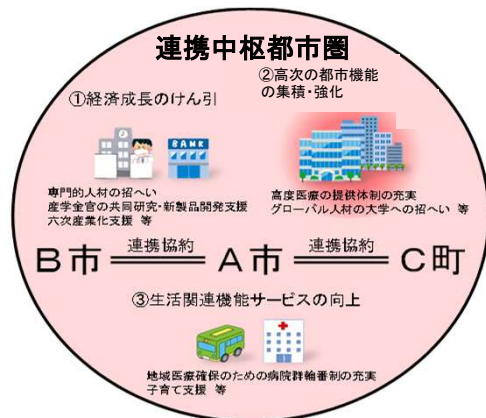 連携中枢都市圏
②高次の都市機能
の集積・強化
①経済成長のけん引
BANK
専門的人材の招へい
産学金官の共同研究・新製品開発支援
六次産業化支援 等
高度医療の提供体制の充実
グローバル人材の大学への招へい 等
B市 連携協約 A市 連携協約 C町
③生活関連機能サービスの向上
地域医療確保のための病院群輪番制の充実
子育て支援 等